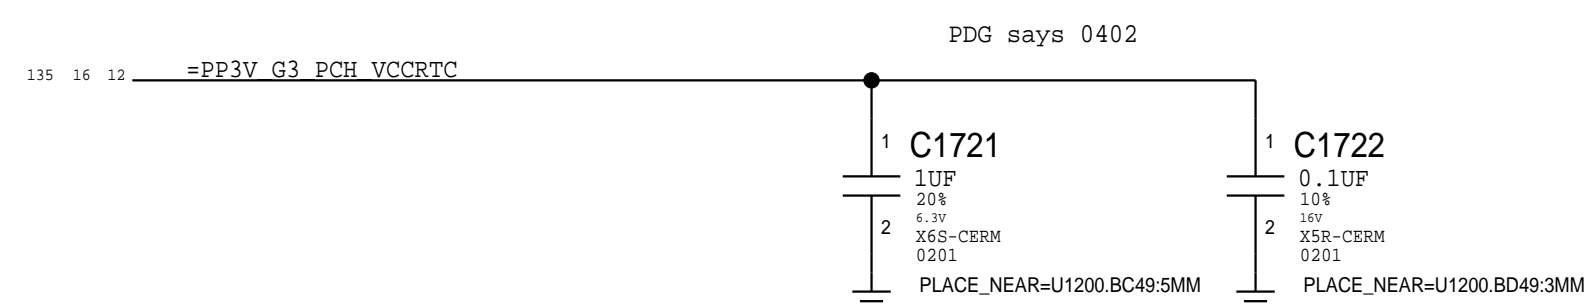 PDG says 0402
135 16 12 =PP3V_G3_PCH_VCCRTC
1 C1721
1UF
20%
6.3V
2 X6S-CERM
0201
PLACE_NEAR=U1200.BC49:5MM
1 C1722
0.1UF
10%
16V
2 X5R-CERM
0201
PLACE_NEAR=U1200.BD49:3MM